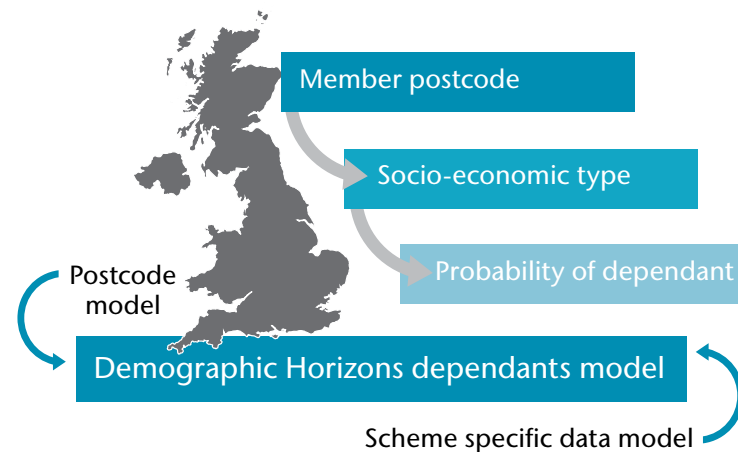 Member postcode
Socio-economic type
Probability of dependant
Postcode
model
Demographic Horizons dependants model
Scheme specific data model